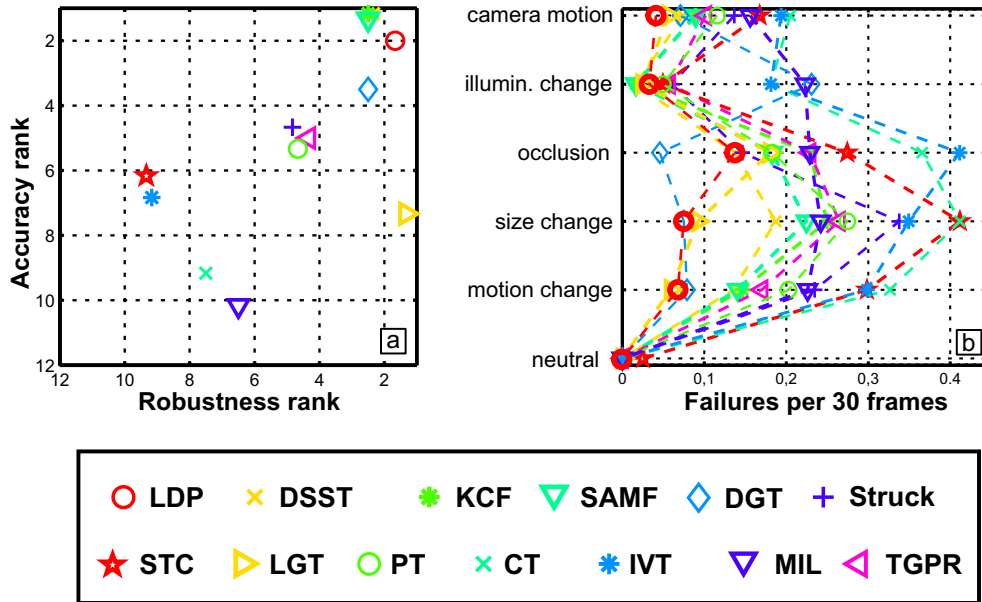 2
4
6
8
10
12
Accuracy rank
12 10 8 6 4 2
Robustness rank
a
camera motion
illumin. change
occlusion
size change
motion change
neutral
0 0,1 0,2 0,3 0.4
Failures per 30 frames
b
LDP DSST KCF SAMF DGT Struck
STC LGT PT CT IVT MIL TGPR